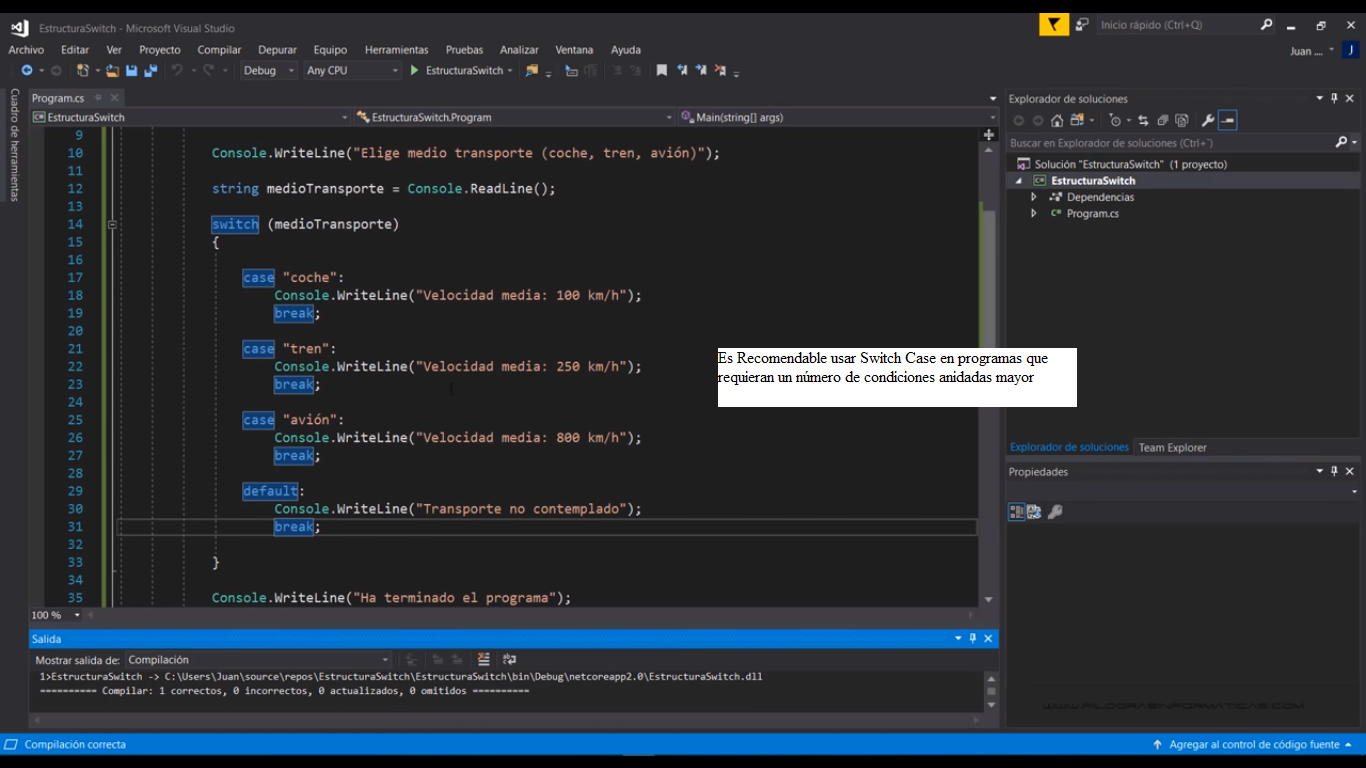 EstructuraSwitch - Microsoft Visual Studio
Inicio rápido (Ctrl+Q)
Archivo Editar Ver Proyecto Compilar Depurar Equipo Herramientas Pruebas Analizar Ventana Ayuda
Juan .... J
Debug Any CPU EstructuraSwitch
Cuadro de herramientas
Program.cs
EstructuraSwitch EstructuraSwitch.Program Main(string[] args)
9
10 Console.WriteLine("Elige medio transporte (coche, tren, avión)");
11
12 string medioTransporte = Console.ReadLine();
13
14 switch (medioTransporte)
15 {
16
17 case "coche":
18 Console.WriteLine("Velocidad media: 100 km/h");
19 break;
20
21 case "tren":
22 Console.WriteLine("Velocidad media: 250 km/h");
23 break;
24
25 case "avión":
26 Console.WriteLine("Velocidad media: 800 km/h");
27 break;
28
29 default:
30 Console.WriteLine("Transporte no contemplado");
31 break;
32
33 }
34
35 Console.WriteLine("Ha terminado el programa");
100 %
Es Recomendable usar Switch Case en programas que
requieran un número de condiciones anidadas mayor
Explorador de soluciones
Buscar en Explorador de soluciones (Ctrl+¨)
Solución "EstructuraSwitch" (1 proyecto)
EstructuraSwitch
Dependencias
Program.cs
Explorador de soluciones Team Explorer
Propiedades
Salida
Mostrar salida de: Compilación
1>EstructuraSwitch -> C:\Users\Juan\source\repos\EstructuraSwitch\EstructuraSwitch\bin\Debug\netcoreapp2.0\EstructuraSwitch.dll
========== Compilar: 1 correctos, 0 incorrectos, 0 actualizados, 0 omitidos ==========
WWW.PILDORASINFORMATICAS.COM
Compilación correcta
Agregar al control de código fuente